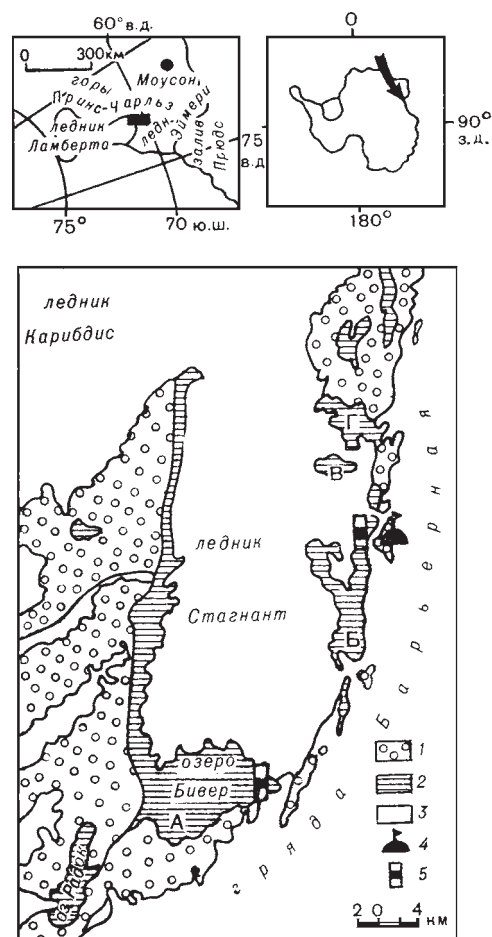 60° в.д.
0 300км
Моусон
горы
Принс-Чарльз
ледник
Ламберта
ледн.
Эймери
залив
Прюдс
75
в.д
75°
70 ю.ш.
0
90°
з.д.
180°
ледник
Карибдис
Г
В
ледник
Стагнант
Б
озеро
Бивер
А
оз. Радок
гряда Барьерная
1
2
3
4
5
2 0 4
км